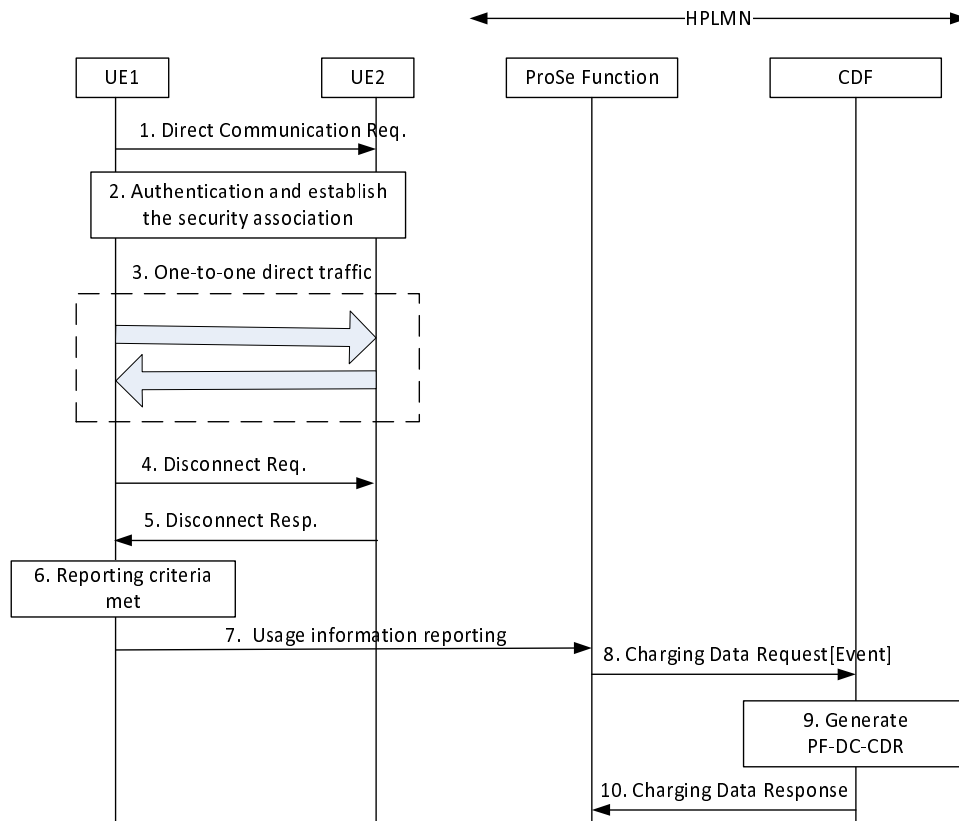 HPLMN
UE1
UE2
ProSe Function
CDF
1. Direct Communication Req.
2. Authentication and establish
the security association
3. One-to-one direct traffic
4. Disconnect Req.
5. Disconnect Resp.
6. Reporting criteria
met
7. Usage information reporting
8. Charging Data Request[Event]
9. Generate
PF-DC-CDR
10. Charging Data Response